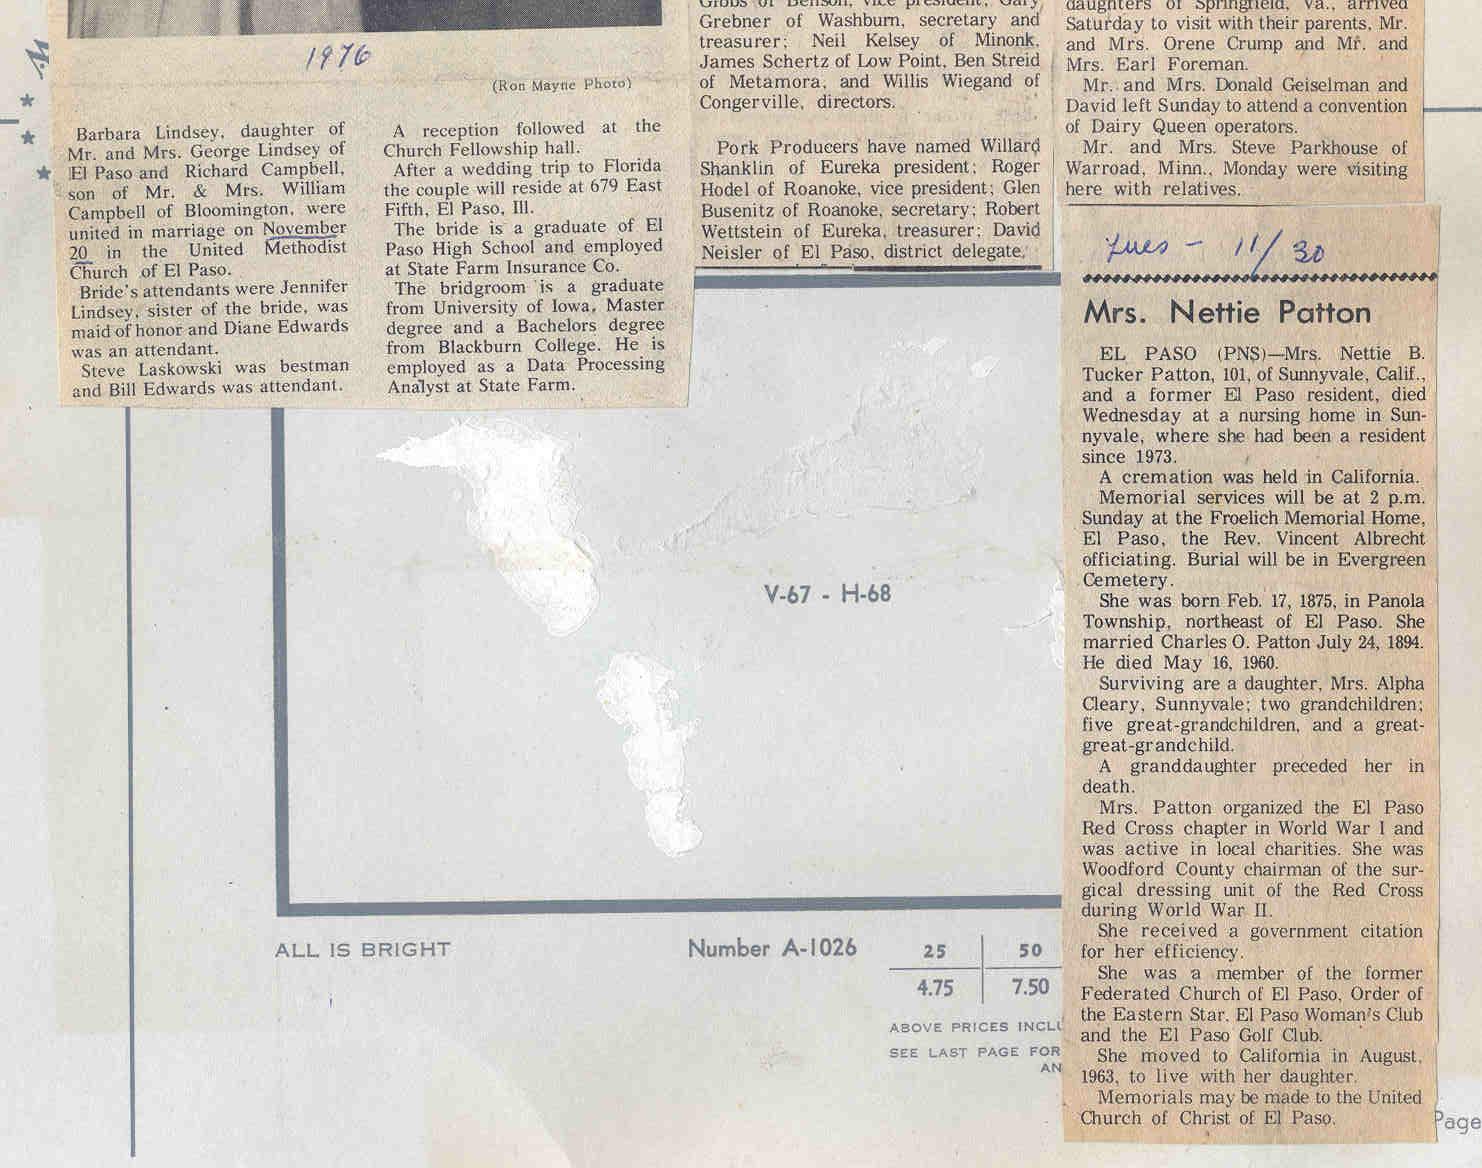 1976
(Ron Mayne Photo)
Barbara Lindsey, daughter of
Mr. and Mrs. George Lindsey of
El Paso and Richard Campbell,
son of Mr. & Mrs. William
Campbell of Bloomington, were
united in marriage on November
20 in the United Methodist
Church of El Paso.
Bride's attendants were Jennifer
Lindsey, sister of the bride, was
maid of honor and Diane Edwards
was an attendant.
Steve Laskowski was bestman
and Bill Edwards was attendant.
A reception followed at the
Church Fellowship hall.
After a wedding trip to Florida
the couple will reside at 679 East
Fifth, El Paso, Ill.
The bride is a graduate of El
Paso High School and employed
at State Farm Insurance Co.
The bridgroom is a graduate
from University of Iowa, Master
degree and a Bachelors degree
from Blackburn College. He is
employed as a Data Processing
Analyst at State Farm.
Gibbs of Benson, vice president; Gary
Grebner of Washburn, secretary and
treasurer; Neil Kelsey of Minonk,
James Schertz of Low Point, Ben Streid
of Metamora, and Willis Wiegand of
Congerville, directors.
Pork Producers have named Willard
Shanklin of Eureka president; Roger
Hodel of Roanoke, vice president; Glen
Busenitz of Roanoke, secretary; Robert
Wettstein of Eureka, treasurer; David
Neisler of El Paso, district delegate.
daughters of Springfield, Va., arrived
Saturday to visit with their parents, Mr.
and Mrs. Orene Crump and Mr. and
Mrs. Earl Foreman.
Mr. and Mrs. Donald Geiselman and
David left Sunday to attend a convention
of Dairy Queen operators.
Mr. and Mrs. Steve Parkhouse of
Warroad, Minn., Monday were visiting
here with relatives.
Tues - 11/30
Mrs. Nettie Patton
EL PASO (PNS)—Mrs. Nettie B.
Tucker Patton, 101, of Sunnyvale, Calif.,
and a former El Paso resident, died
Wednesday at a nursing home in Sun-
nyvale, where she had been a resident
since 1973.
A cremation was held in California.
Memorial services will be at 2 p.m.
Sunday at the Froelich Memorial Home,
El Paso, the Rev. Vincent Albrecht
officiating. Burial will be in Evergreen
Cemetery.
She was born Feb. 17, 1875, in Panola
Township, northeast of El Paso. She
married Charles O. Patton July 24, 1894.
He died May 16, 1960.
Surviving are a daughter, Mrs. Alpha
Cleary, Sunnyvale; two grandchildren;
five great-grandchildren, and a great-
great-grandchild.
A granddaughter preceded her in
death.
Mrs. Patton organized the El Paso
Red Cross chapter in World War I and
was active in local charities. She was
Woodford County chairman of the sur-
gical dressing unit of the Red Cross
during World War II.
She received a government citation
for her efficiency.
She was a member of the former
Federated Church of El Paso, Order of
the Eastern Star, El Paso Woman's Club
and the El Paso Golf Club.
She moved to California in August,
1963, to live with her daughter.
Memorials may be made to the United
Church of Christ of El Paso.
V-67 - H-68
ALL IS BRIGHT
Number A-1026
25 50
4.75 7.50
ABOVE PRICES
SEE LAST PAGE FOR
Page